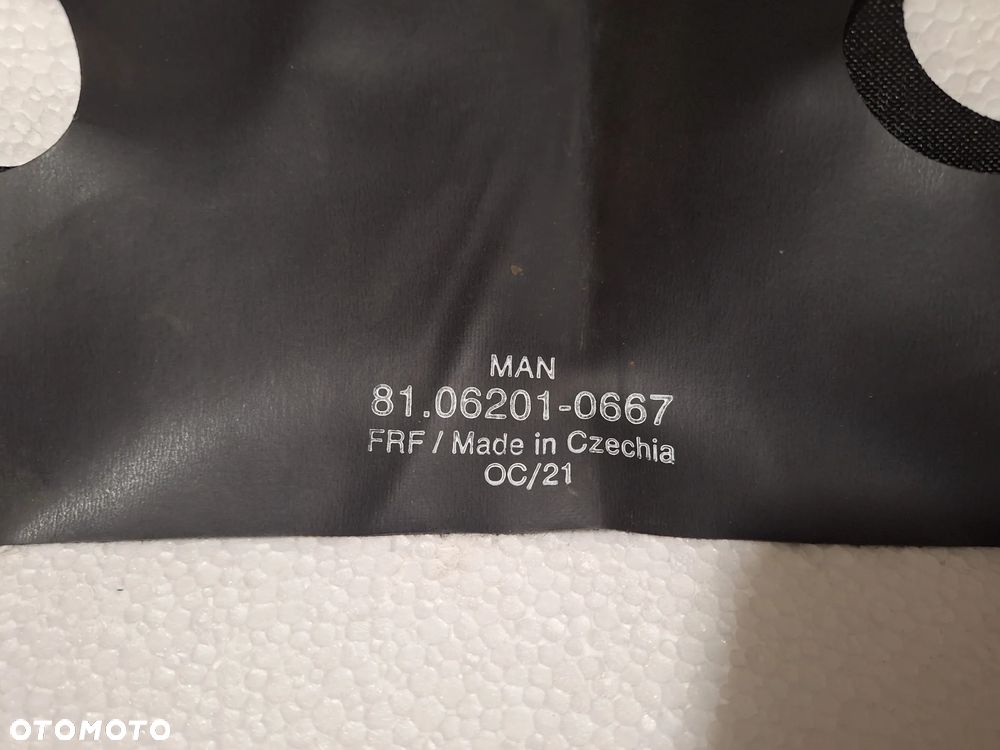 MAN
81.06201-0667
FRF / Made in Czechia
OC/21
OTOMOTO